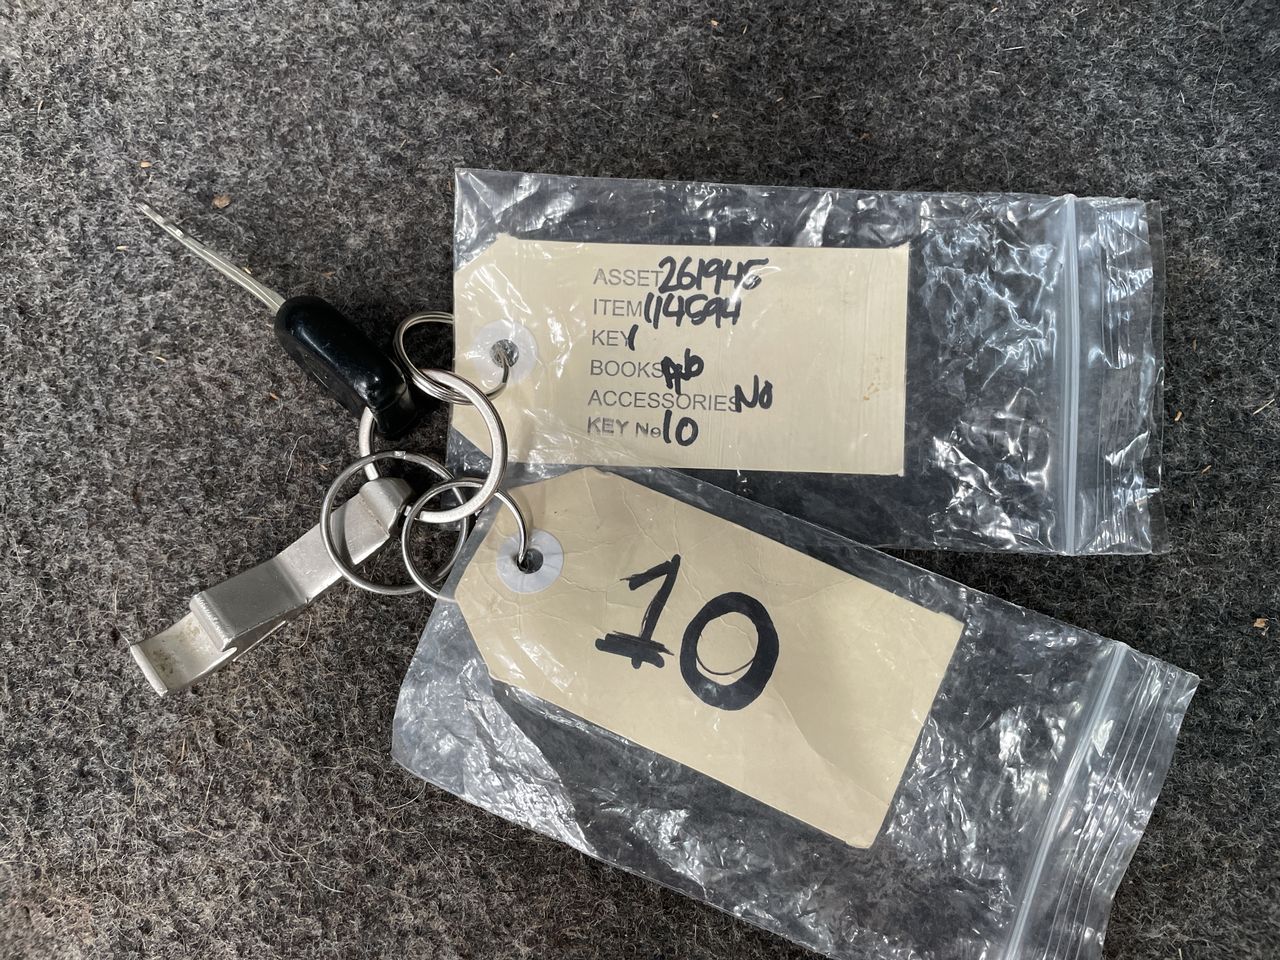 ASSET 261945
ITEM 114594
KEY 1
BOOKS
ACCESSORIES No
KEY No 10
10